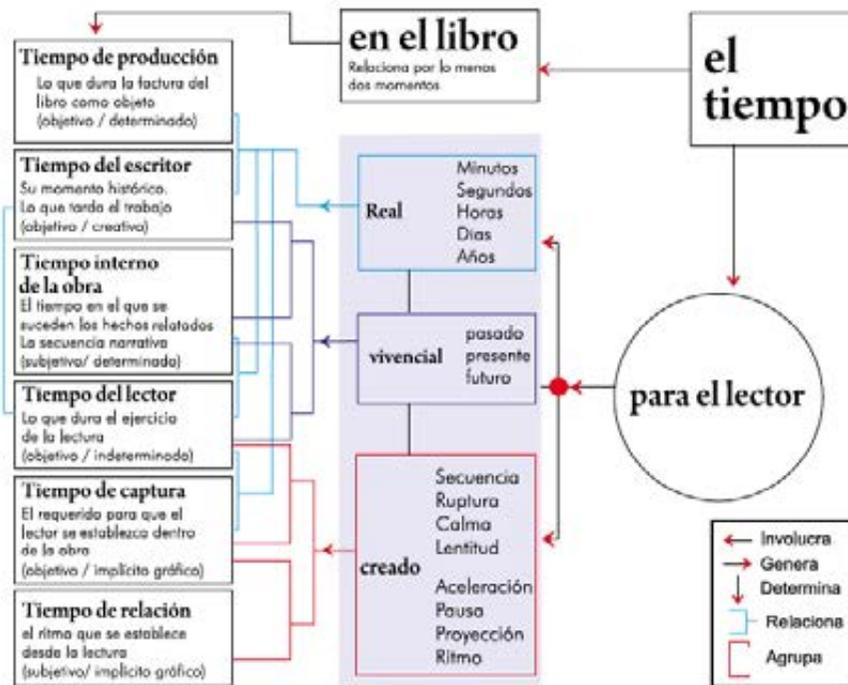 Tiempo de producción
Lo que dura la factura del
libro como objeto
(objetivo / determinado)
Tiempo del escritor
Su momento histórico.
Lo que tarda el trabajo
(objetivo / creativo)
Tiempo interno
de la obra
El tiempo en el que se
suceden los hechos relatados
La secuencia narrativa
(subjetivo/ determinado)
Tiempo del lector
Lo que dura el ejercicio
de la lectura
(objetivo / indeterminado)
Tiempo de captura
El requerido para que el
lector se establezca dentro
de la obra
(objetivo / implícito gráfico)
Tiempo de relación
el ritmo que se establece
desde la lectura
(subjetivo/ implícito gráfico)
en el libro
Relaciona por lo menos
dos momentos
Real
Minutos
Segundos
Horas
Dias
Años
vivencial
pasado
presente
futuro
creado
Secuencia
Ruptura
Calma
Lentitud
Aceleración
Pausa
Proyección
Ritmo
el
tiempo
para el lector
Involucra
Genera
Determina
Relaciona
Agrupa